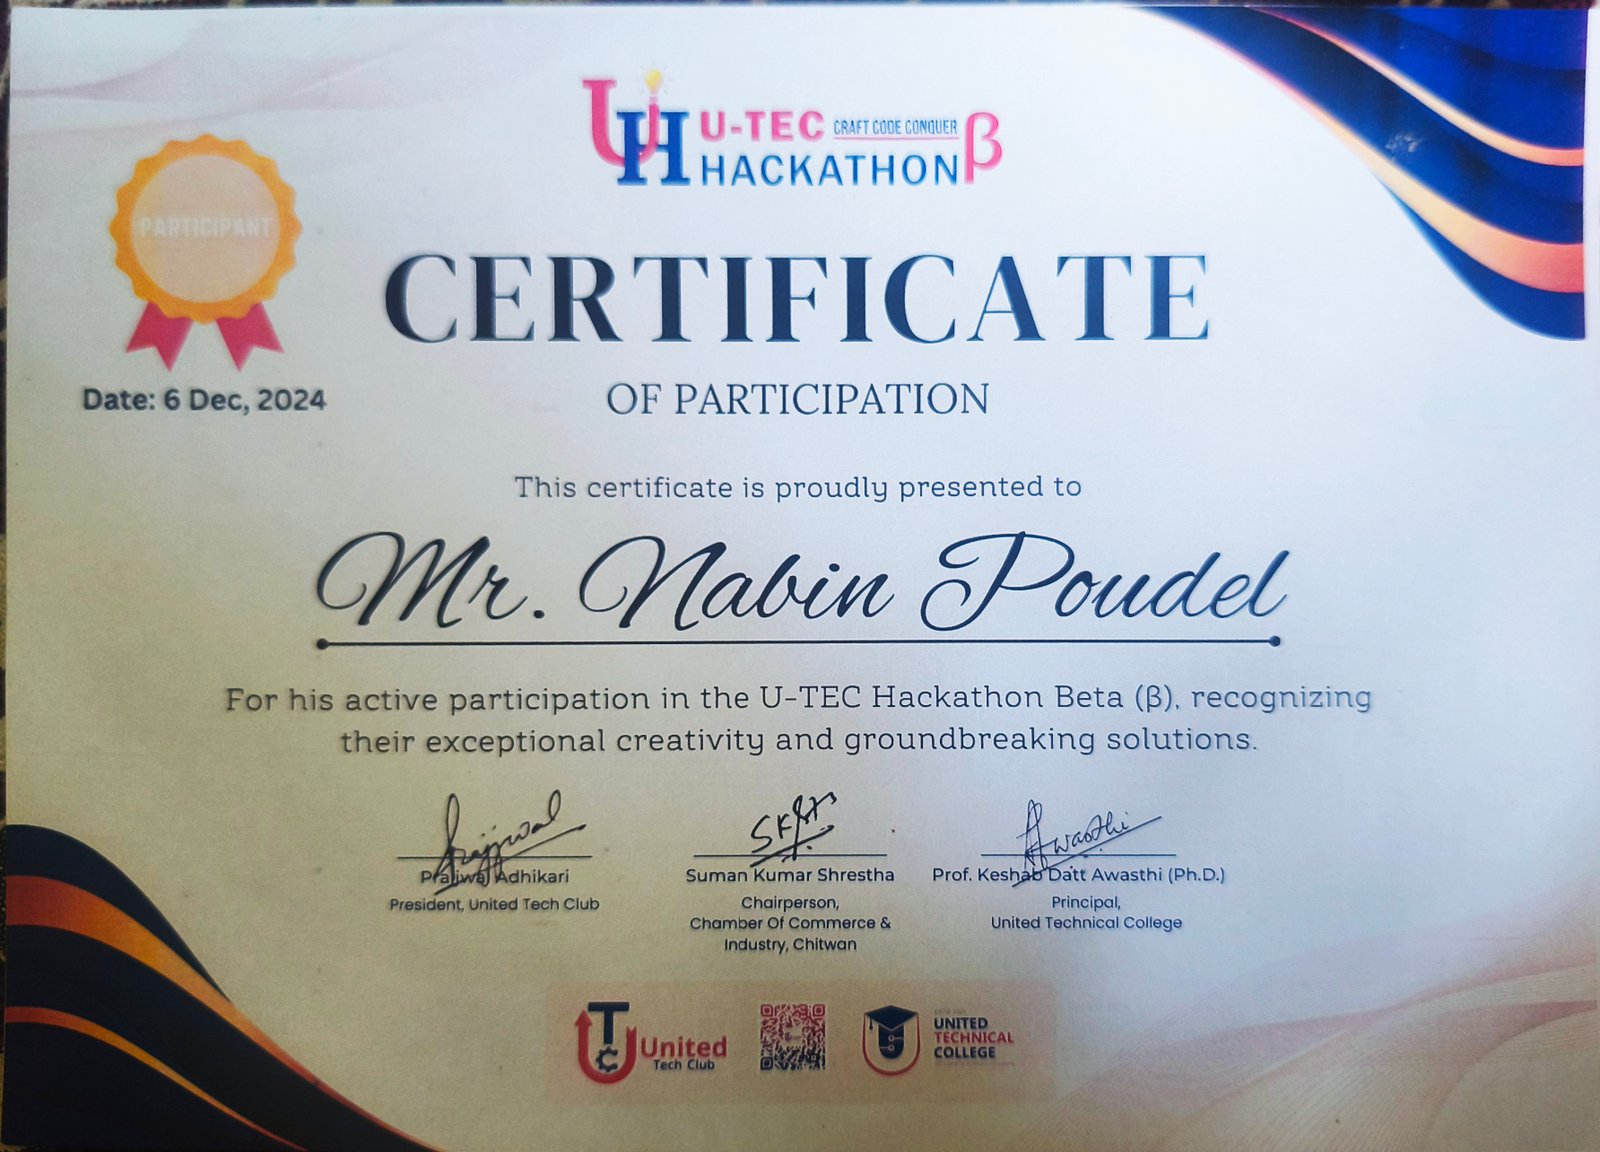 U-TEC CRAFT CODE CONQUER β
HACKATHON
PARTICIPANT
Date: 6 Dec, 2024
CERTIFICATE
OF PARTICIPATION
This certificate is proudly presented to
Mr. Nabin Poudel
For his active participation in the U-TEC Hackathon Beta (β), recognizing
their exceptional creativity and groundbreaking solutions.
Prajjwal Adhikari
President, United Tech Club
Suman Kumar Shrestha
Chairperson,
Chamber Of Commerce &
Industry, Chitwan
Prof. Keshab Datt Awasthi (Ph.D.)
Principal,
United Technical College
United
Tech Club
UNITED
TECHNICAL
COLLEGE